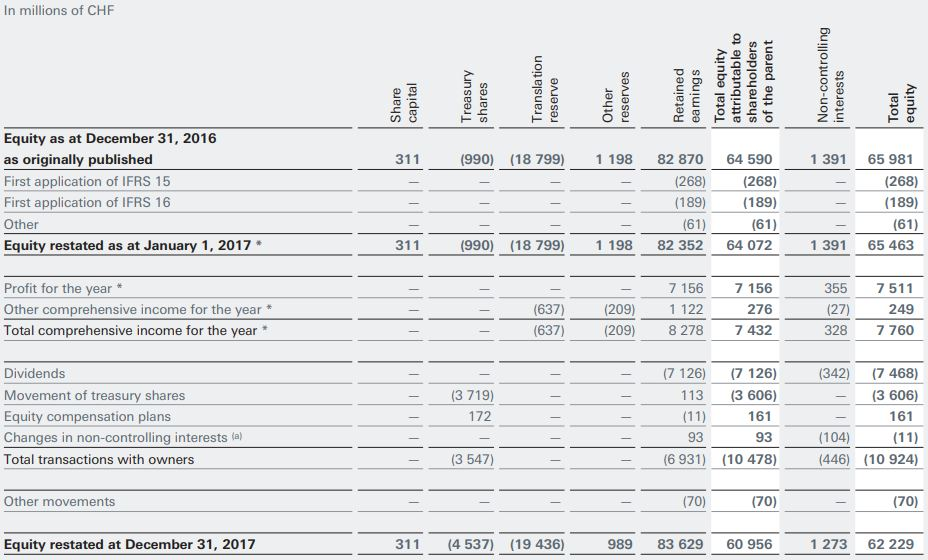 In millions of CHF
Share capital
Treasury shares
Translation reserve
Other reserves
Retained earnings
Total equity attributable to shareholders of the parent
Non-controlling interests
Total equity
Equity as at December 31, 2016
as originally published 311 (990) (18 799) 1 198 82 870 64 590 1 391 65 981
First application of IFRS 15 — — — — (268) (268) — (268)
First application of IFRS 16 — — — — (189) (189) — (189)
Other — — — — (61) (61) — (61)
Equity restated as at January 1, 2017 * 311 (990) (18 799) 1 198 82 352 64 072 1 391 65 463
Profit for the year * — — — — 7 156 7 156 355 7 511
Other comprehensive income for the year * — — (637) (209) 1 122 276 (27) 249
Total comprehensive income for the year * — — (637) (209) 8 278 7 432 328 7 760
Dividends — — — — (7 126) (7 126) (342) (7 468)
Movement of treasury shares — (3 719) — — 113 (3 606) — (3 606)
Equity compensation plans — 172 — — (11) 161 — 161
Changes in non-controlling interests (a) — — — — 93 93 (104) (11)
Total transactions with owners — (3 547) — — (6 931) (10 478) (446) (10 924)
Other movements — — — — (70) (70) — (70)
Equity restated at December 31, 2017 311 (4 537) (19 436) 989 83 629 60 956 1 273 62 229